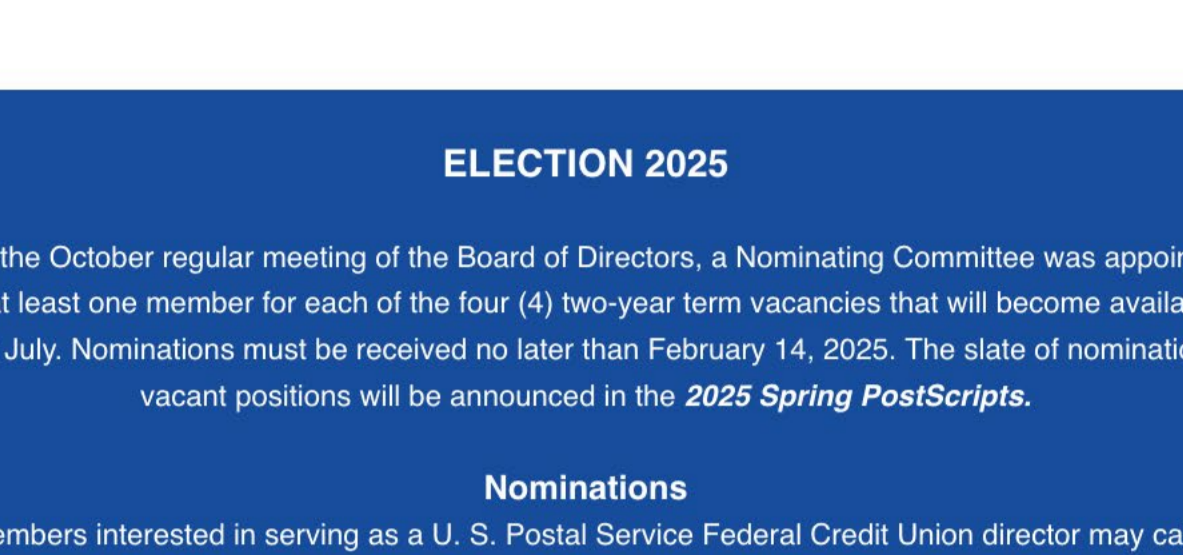 ELECTION 2025
the October regular meeting of the Board of Directors, a Nominating Committee was appoin
t least one member for each of the four (4) two-year term vacancies that will become availa
July. Nominations must be received no later than February 14, 2025. The slate of nominatio
vacant positions will be announced in the 2025 Spring PostScripts.
Nominations
embers interested in serving as a U. S. Postal Service Federal Credit Union director may ca